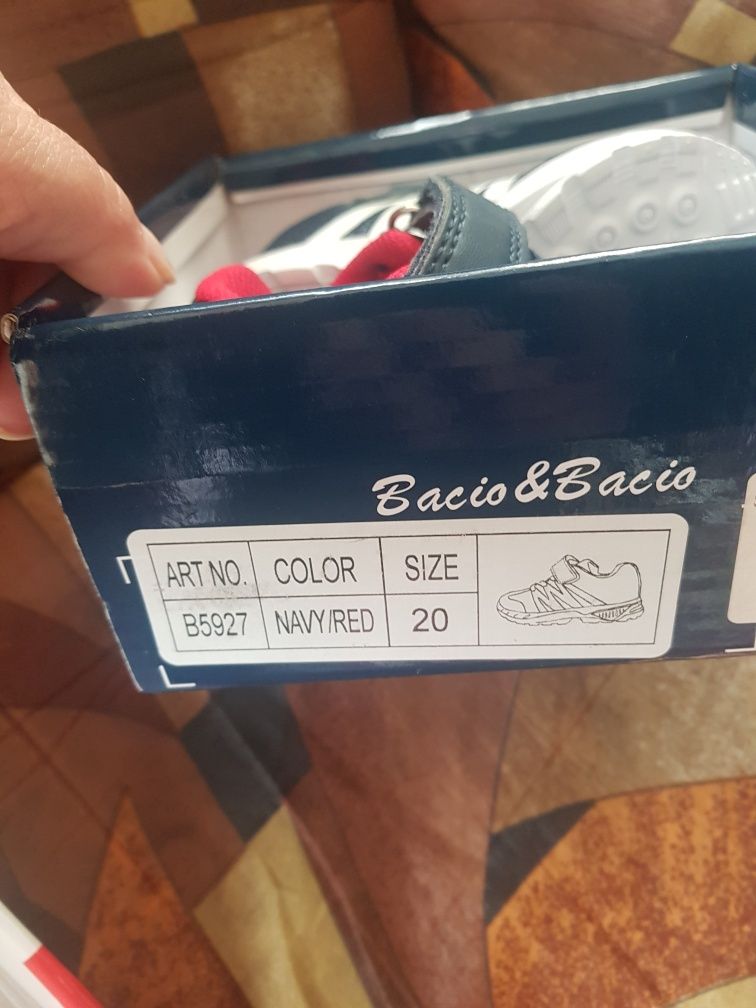 Bacio&Bacio
ART NO. COLOR SIZE
B5927 NAVY/RED 20